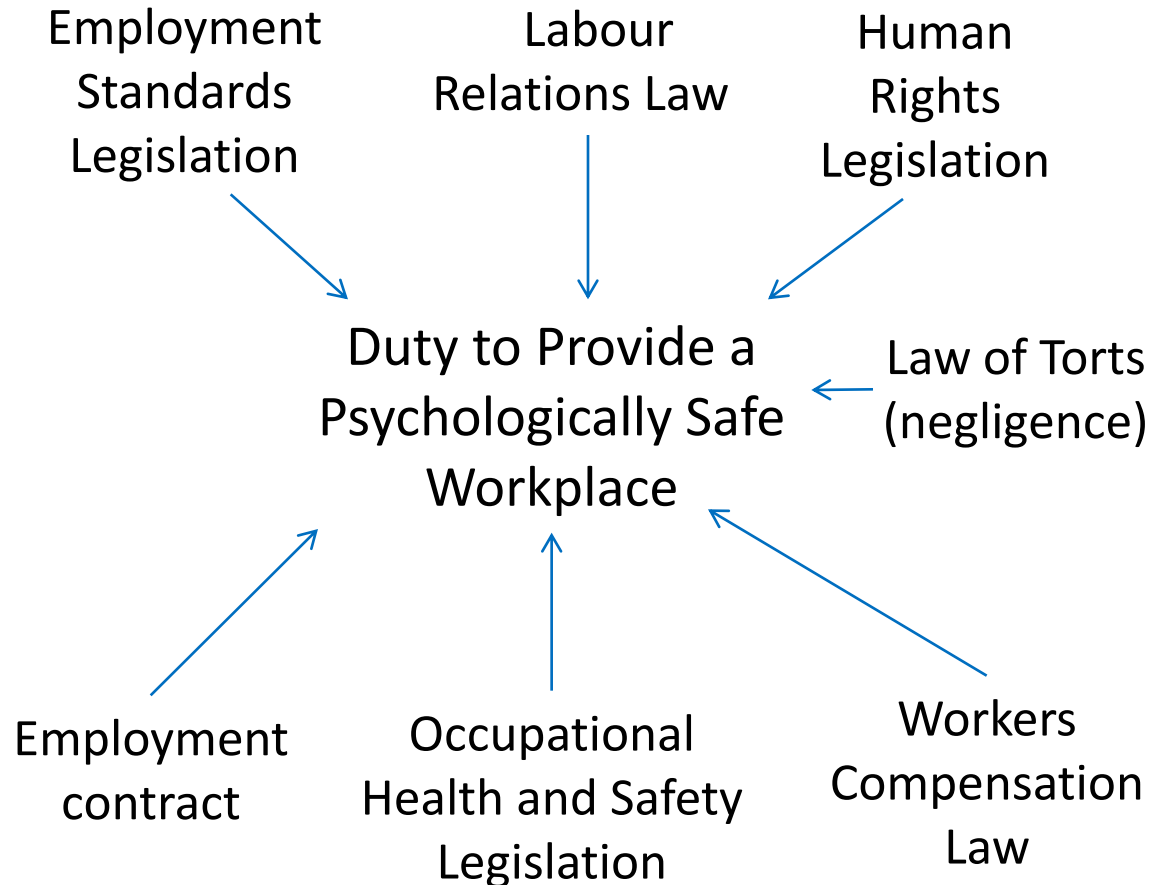 Employment
Standards
Legislation
Labour
Relations Law
Human
Rights
Legislation
Duty to Provide a
Psychologically Safe
Workplace
Law of Torts
(negligence)
Employment
contract
Occupational
Health and Safety
Legislation
Workers
Compensation
Law